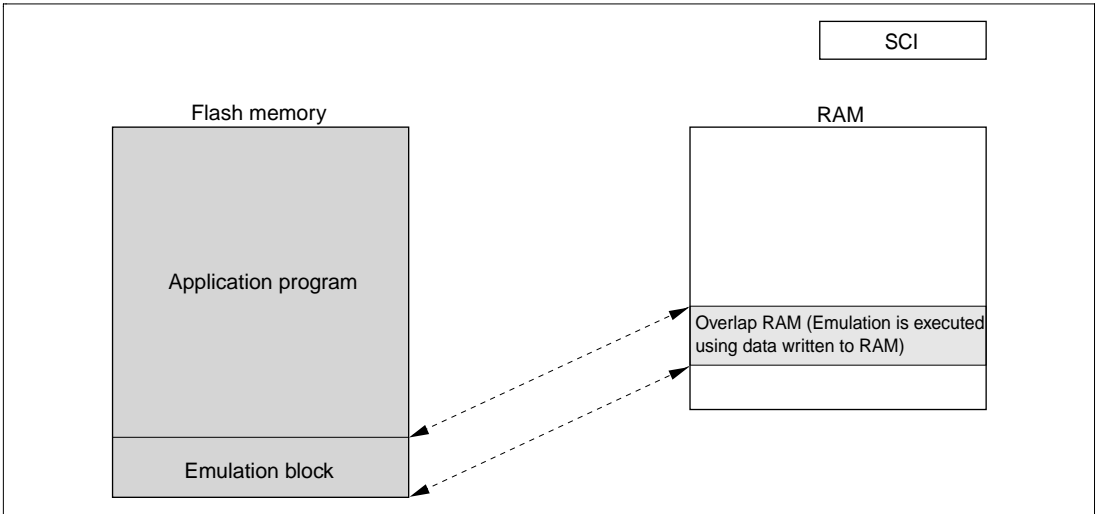 SCI
Flash memory
RAM
Application program
Overlap RAM (Emulation is executed
using data written to RAM)
Emulation block